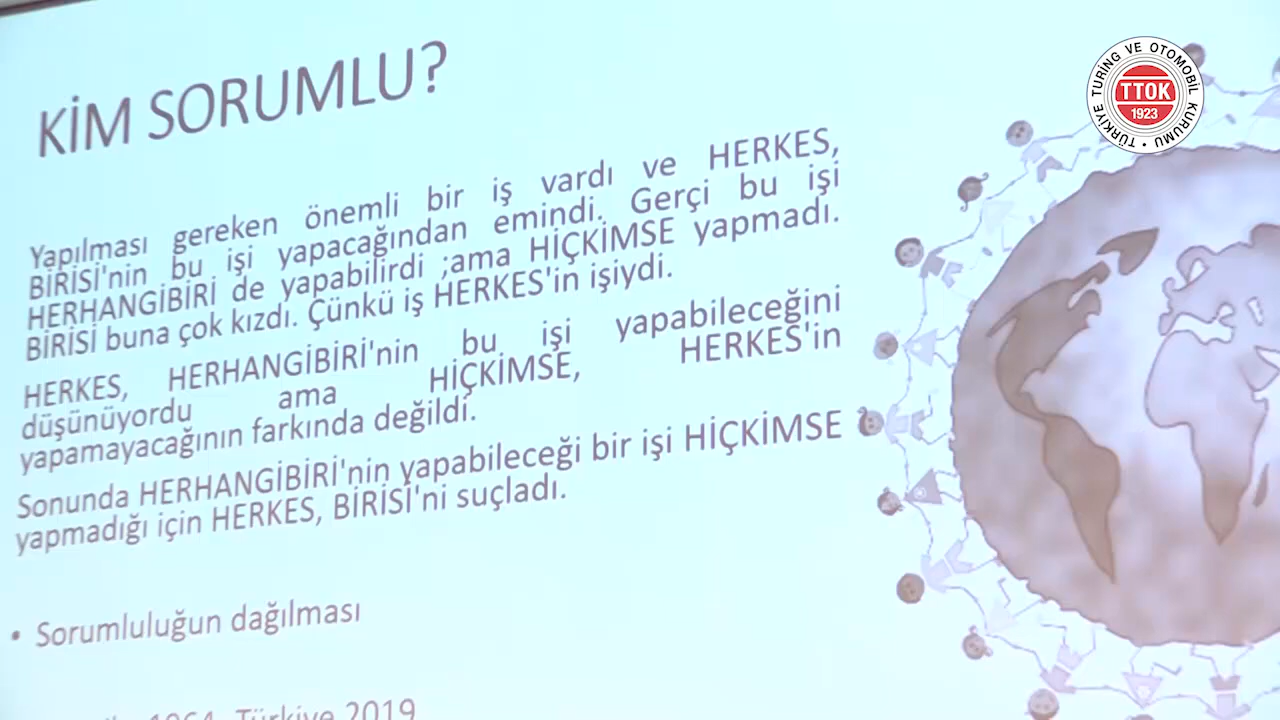 KİM SORUMLU?
Yapılması gereken önemli bir iş vardı ve HERKES,
BİRİSİ'nin bu işi yapacağından emindi. Gerçi bu işi
HERHANGİBİRİ de yapabilirdi ;ama HİÇKİMSE yapmadı.
BİRİSİ buna çok kızdı. Çünkü iş HERKES'in işiydi.
HERKES, HERHANGİBİRİ'nin bu işi yapabileceğini
düşünüyordu ama HİÇKİMSE, HERKES'in
yapamayacağının farkında değildi.
Sonunda HERHANGİBİRİ'nin yapabileceği bir işi HİÇKİMSE
yapmadığı için HERKES, BİRİSİ'ni suçladı.
• Sorumluluğun dağılması
1964, Türkiye 2019
TÜRKİYE TURİNG VE OTOMOBİL KURUMU •
TTOK
1923